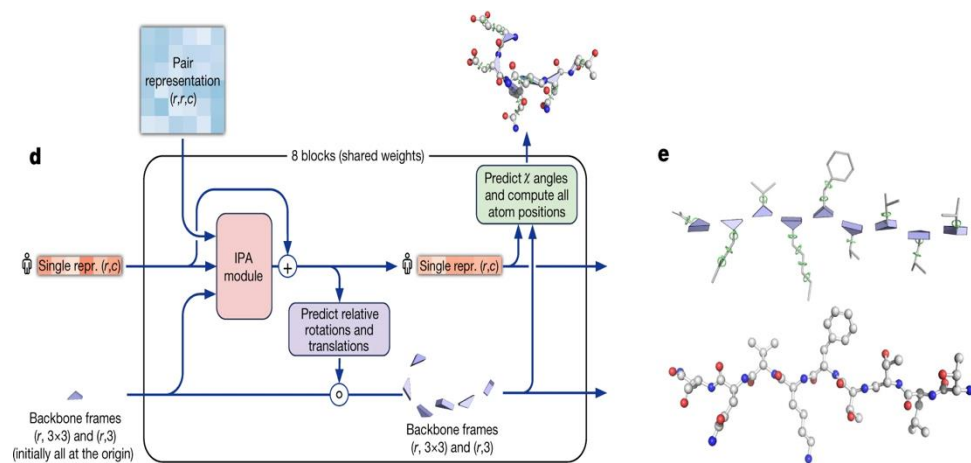 Pair
representation
(r,r,c)
d
8 blocks (shared weights)
e
Predict χ angles
and compute all
atom positions
IPA
module
+
Single repr. (r,c)
Single repr. (r,c)
Predict relative
rotations and
translations
Backbone frames
(r, 3×3) and (r,3)
(initially all at the origin)
Backbone frames
(r, 3×3) and (r,3)